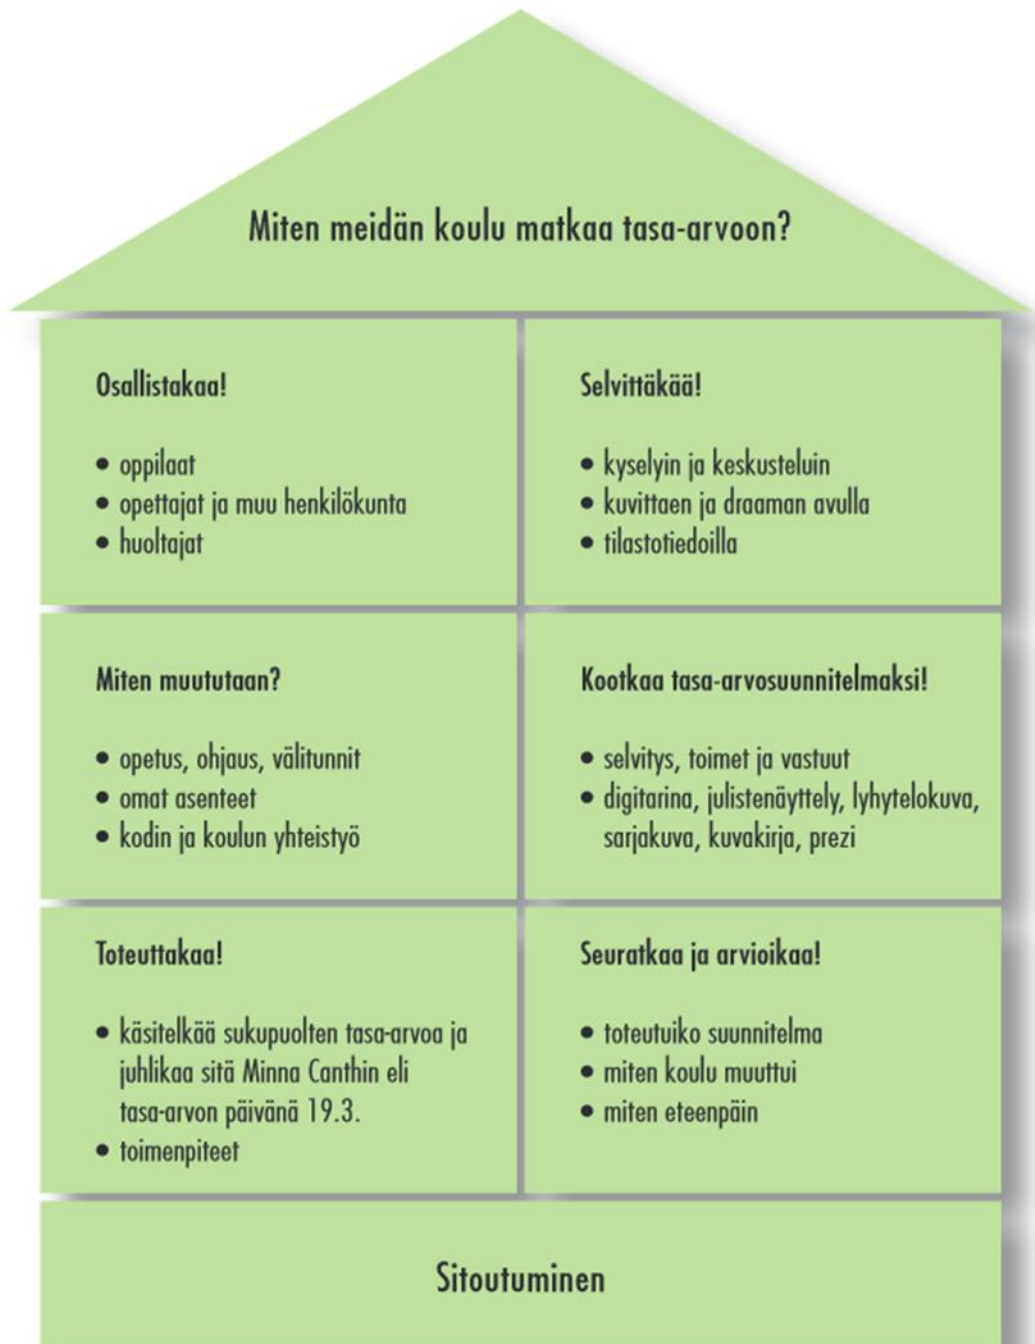 Miten meidän koulu matkaa tasa-arvoon?
Osallistakaa!
• oppilaat
• opettajat ja muu henkilökunta
• huoltajat
Selvittäkää!
• kyselyin ja keskusteluin
• kuvittaen ja draaman avulla
• tilastotiedoilla
Miten muututaan?
• opetus, ohjaus, välitunnit
• omat asenteet
• kodin ja koulun yhteistyö
Kootkaa tasa-arvosuunnitelmaksi!
• selvitys, toimet ja vastuut
• digitarina, julistenäyttely, lyhytelokuva,
sarjakuva, kuvakirja, prezi
Toteuttakaa!
• käsitelkää sukupuolten tasa-arvoa ja
juhlikaa sitä Minna Canthin eli
tasa-arvon päivänä 19.3.
• toimenpiteet
Seuratkaa ja arvioikaa!
• toteutuiko suunnitelma
• miten koulu muuttui
• miten eteenpäin
Sitoutuminen